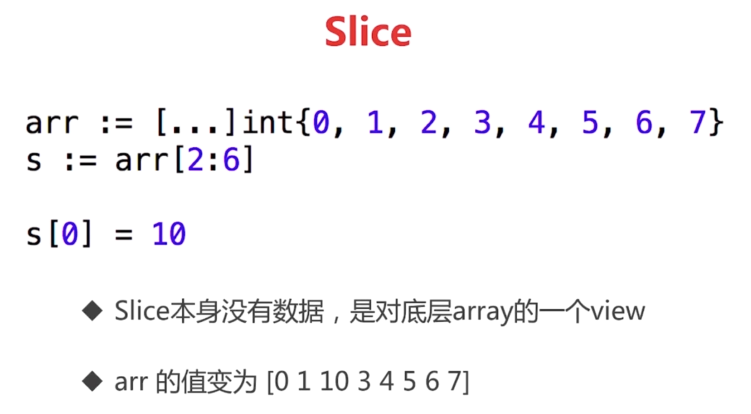 Slice
arr := [...]int{0, 1, 2, 3, 4, 5, 6, 7}
s := arr[2:6]
s[0] = 10
◆ Slice本身没有数据，是对底层array的一个view
◆ arr 的值变为 [0 1 10 3 4 5 6 7]